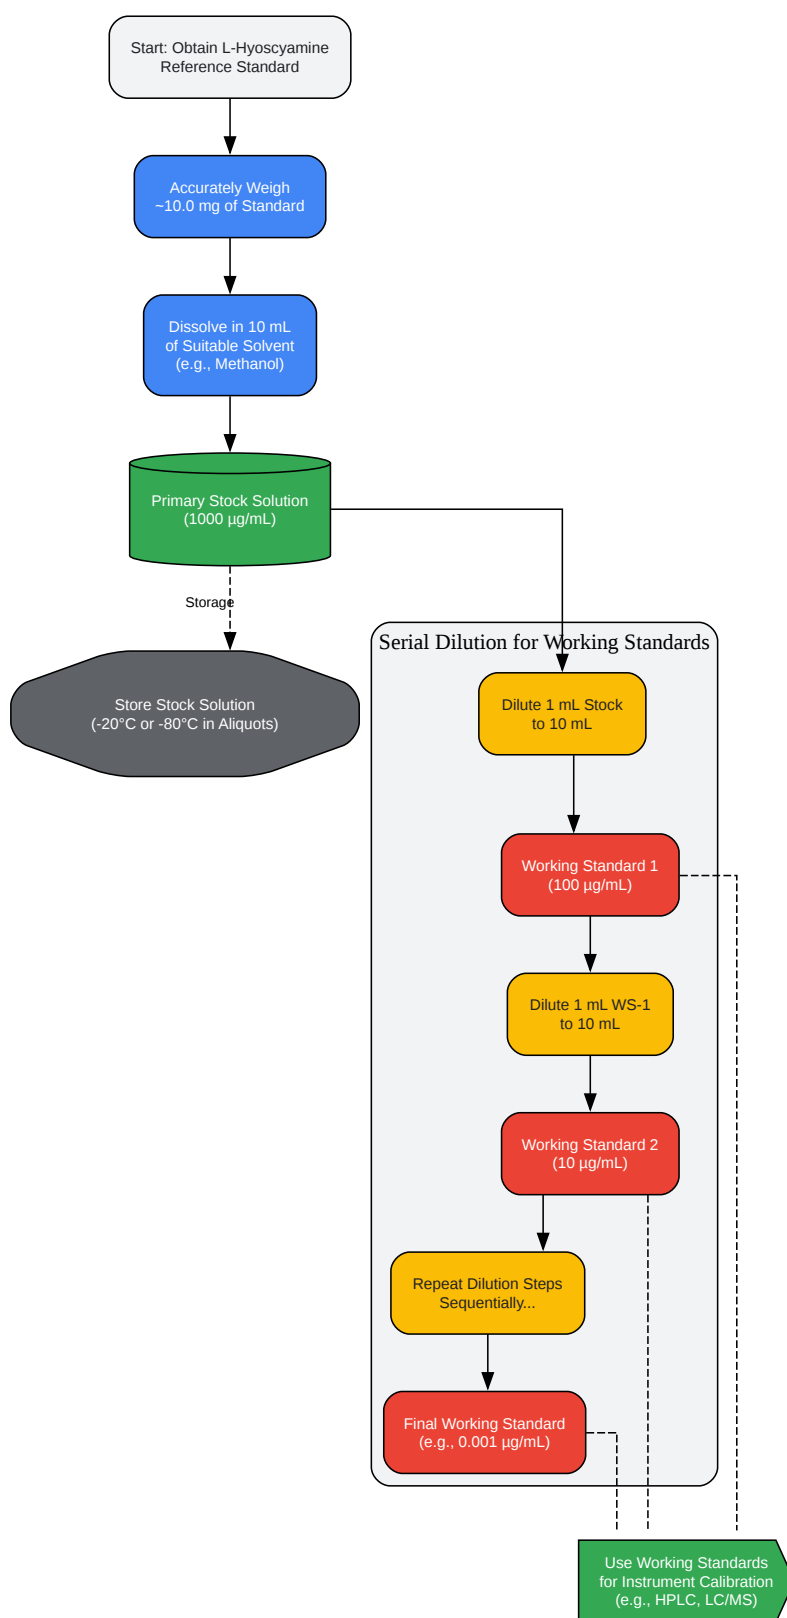 Start: Obtain L-Hyoscyamine
Reference Standard
Accurately Weigh
~10.0 mg of Standard
Dissolve in 10 mL
of Suitable Solvent
(e.g., Methanol)
Primary Stock Solution
(1000 µg/mL)
Storage
Store Stock Solution
(-20°C or -80°C in Aliquots)
Serial Dilution for Working Standards
Dilute 1 mL Stock
to 10 mL
Working Standard 1
(100 µg/mL)
Dilute 1 mL WS-1
to 10 mL
Working Standard 2
(10 µg/mL)
Repeat Dilution Steps
Sequentially...
Final Working Standard
(e.g., 0.001 µg/mL)
Use Working Standards
for Instrument Calibration
(e.g., HPLC, LC/MS)